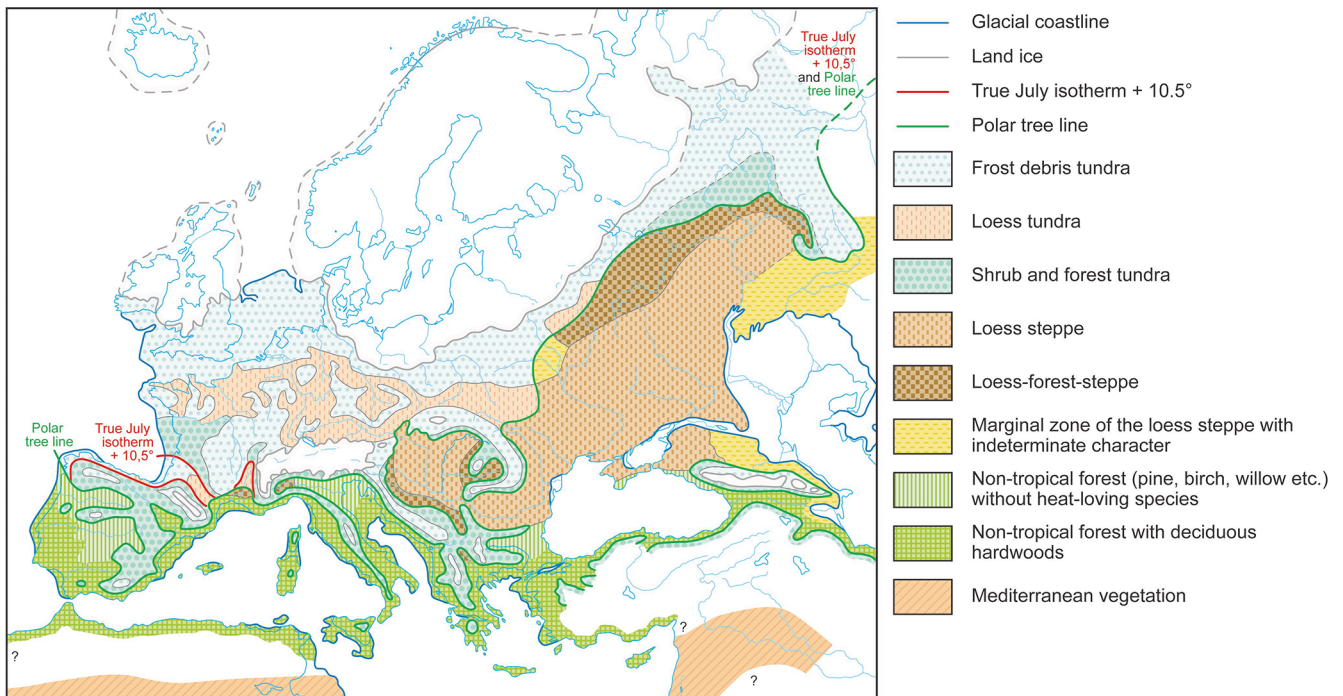 True July
isotherm
+ 10,5°
and Polar
tree line
Polar
tree line
True July
isotherm
+ 10,5°
?
?
?
Glacial coastline
Land ice
True July isotherm + 10.5°
Polar tree line
Frost debris tundra
Loess tundra
Shrub and forest tundra
Loess steppe
Loess-forest-steppe
Marginal zone of the loess steppe with
indeterminate character
Non-tropical forest (pine, birch, willow etc.)
without heat-loving species
Non-tropical forest with deciduous
hardwoods
Mediterranean vegetation